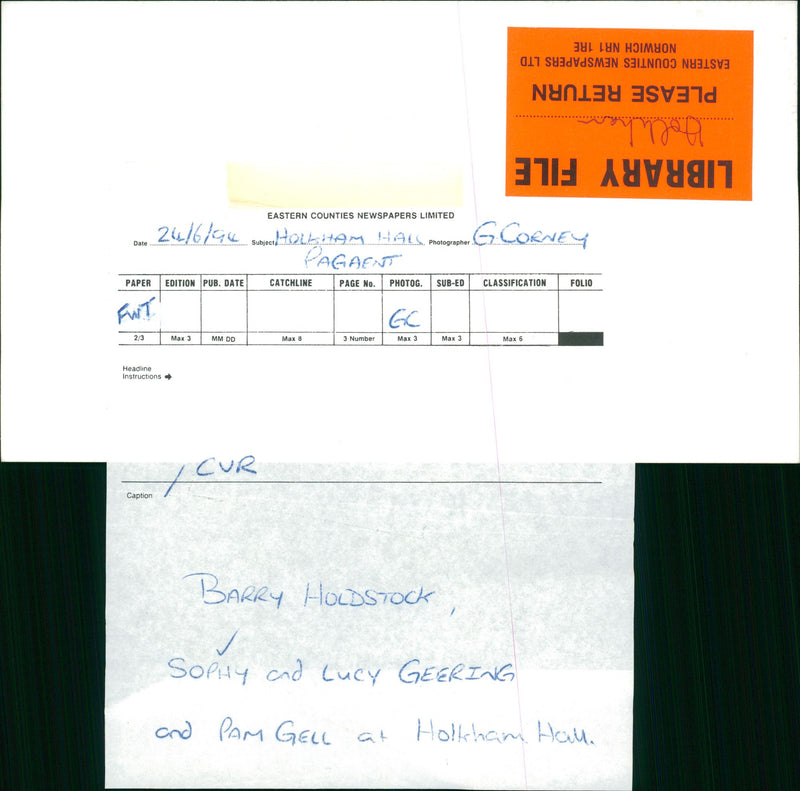 LIBRARY FILE
Holkham
PLEASE RETURN
EASTERN COUNTIES NEWSPAPERS LTD
NORWICH NR1 1RE
EASTERN COUNTIES NEWSPAPERS LIMITED
Date 24/6/94 Subject HOLKHAM HALL Photographer G CORNEY
PAGAENT
PAPER EDITION PUB. DATE CATCHLINE PAGE No. PHOTOG. SUB-ED CLASSIFICATION FOLIO
FWT GC
2/3 Max 3 MM DD Max 8 3 Number Max 3 Max 3 Max 6
Headline
Instructions
/ CVR
Caption
BARRY HOLDSTOCK,
SOPHY and LUCY GEERING
and PAM GELL at Holkham Hall.